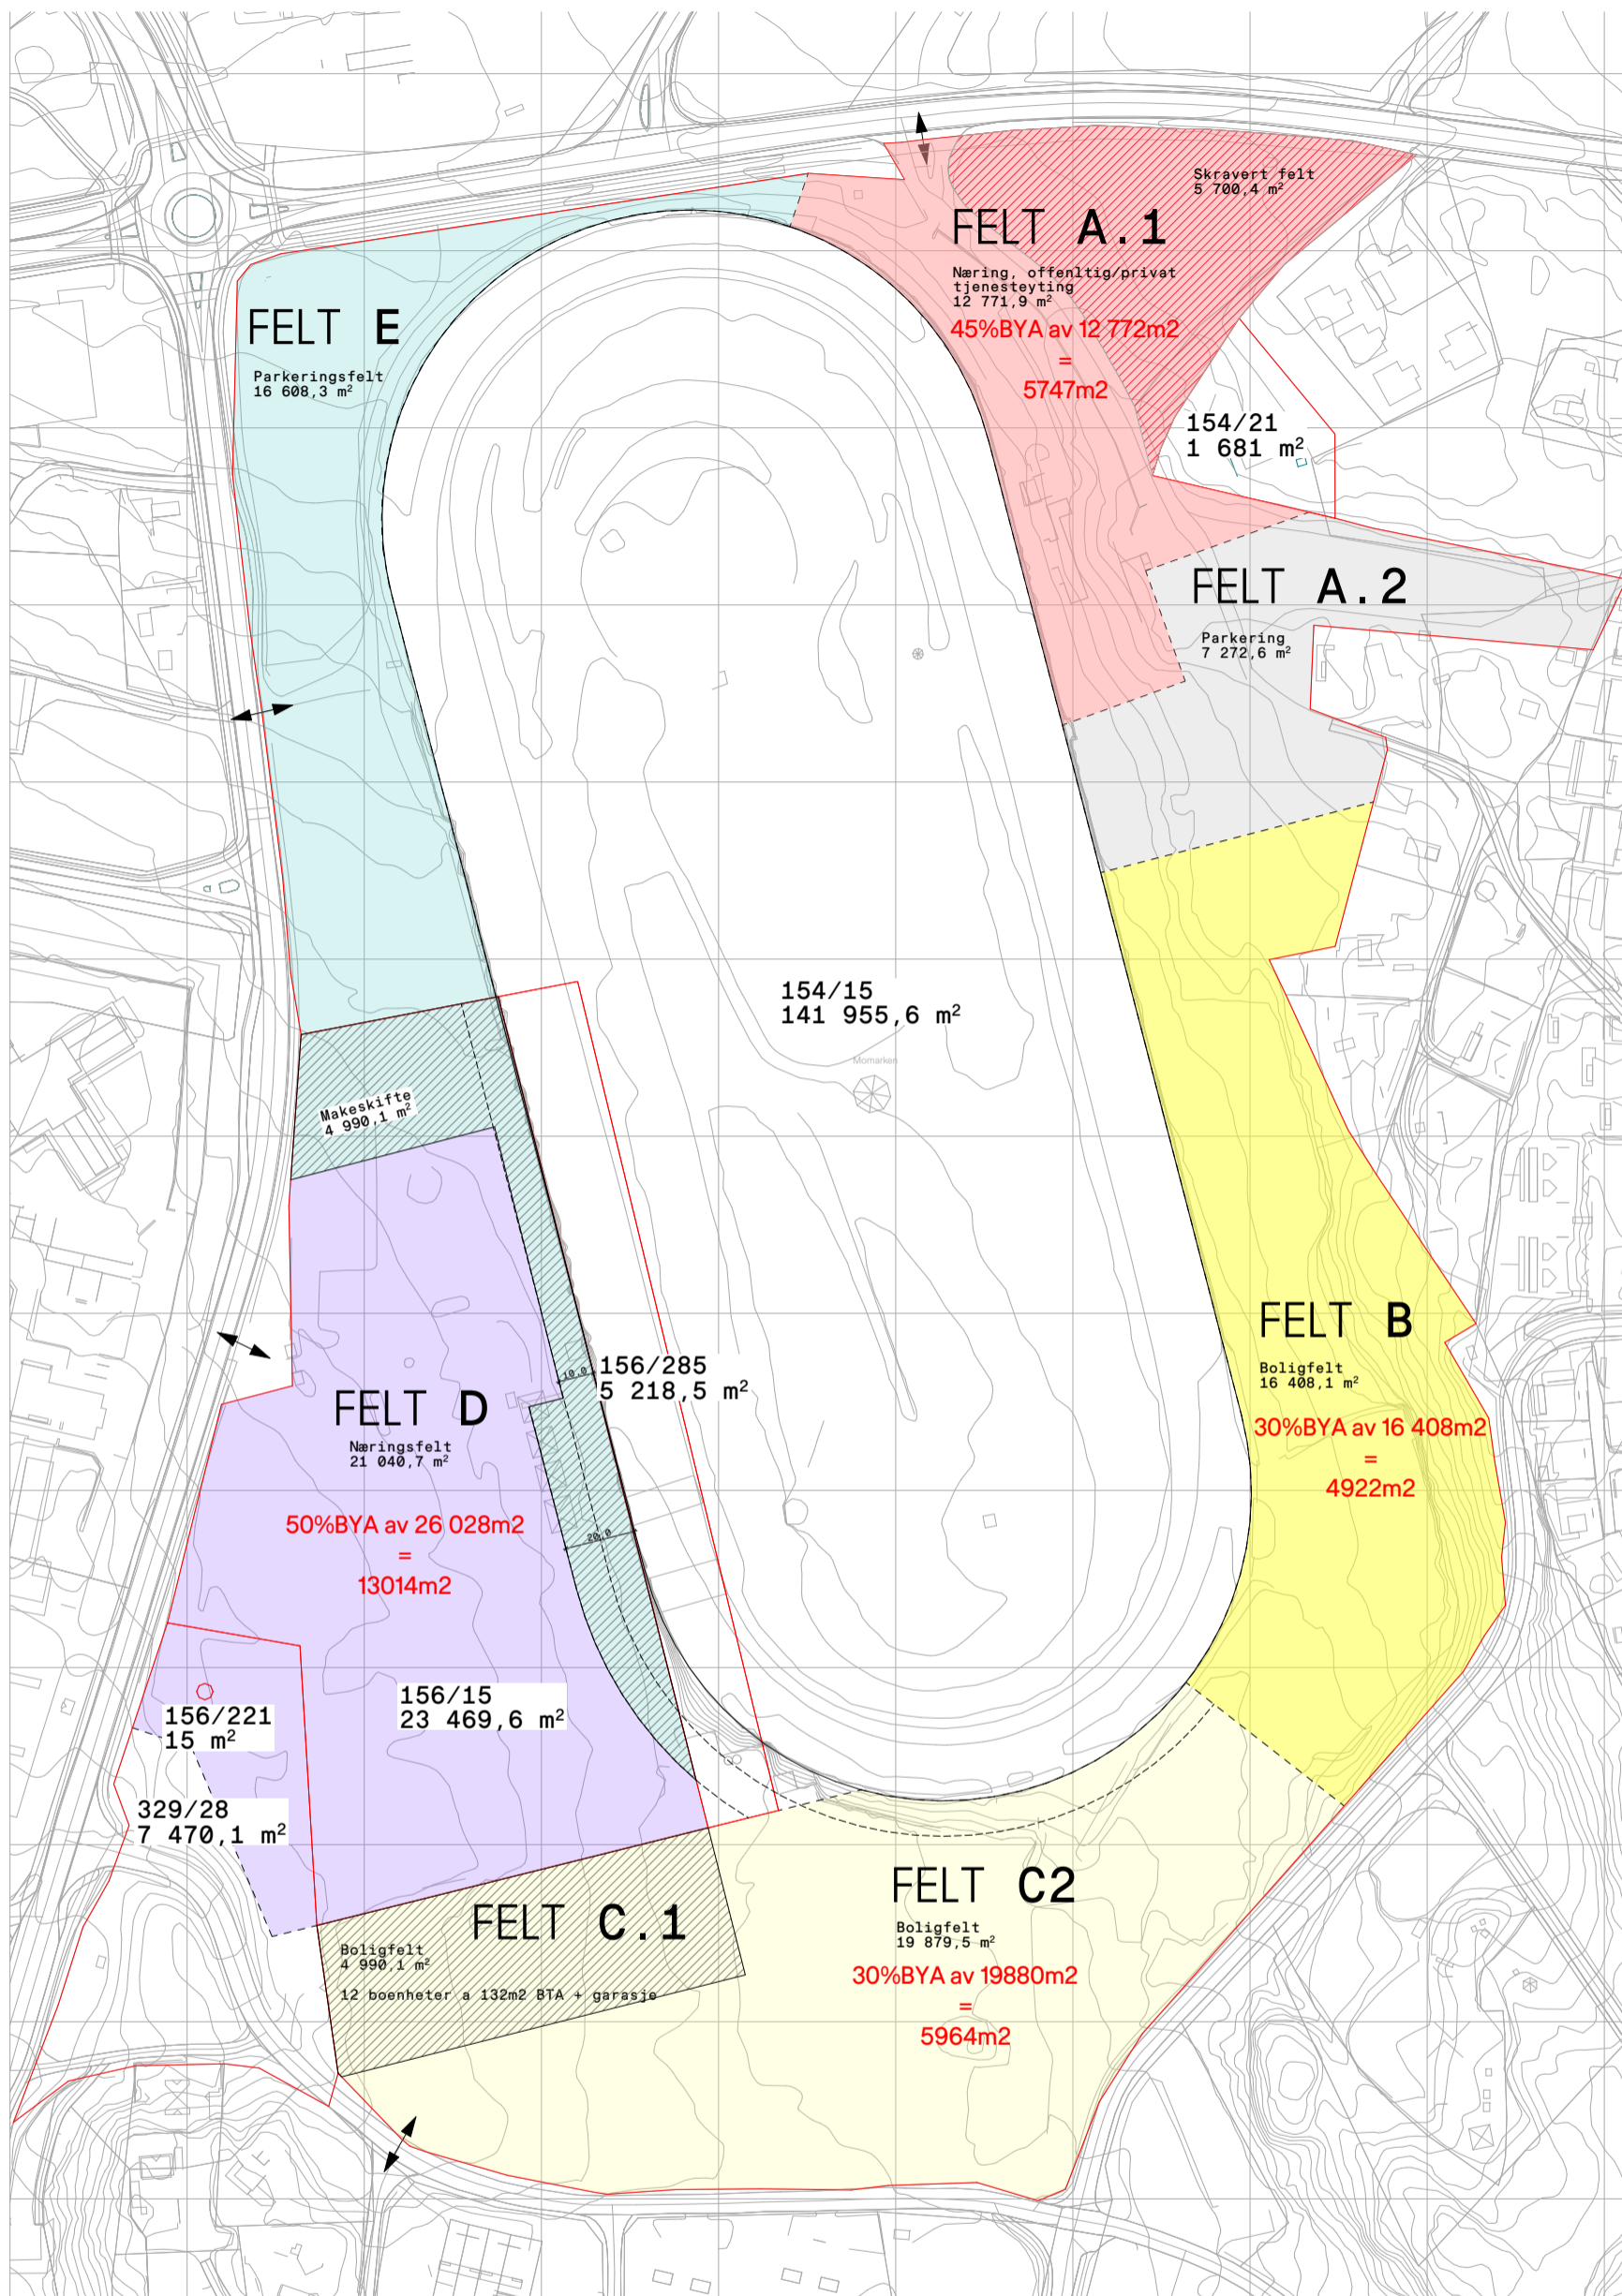 Skravert felt
5 700,4 m²
FELT A.1
Næring, offenltig/privat
tjenesteyting
12 771,9 m²
45%BYA av 12 772m2
=
5747m2
FELT E
Parkeringsfelt
16 608,3 m²
154/21
1 681 m²
FELT A.2
Parkering
7 272,6 m²
154/15
141 955,6 m²
Momarken
Makeskifte
4 990,1 m²
FELT B
Boligfelt
16 408,1 m²
30%BYA av 16 408m2
=
4922m2
10,0
156/285
5 218,5 m²
FELT D
Næringsfelt
21 040,7 m²
50%BYA av 26 028m2
=
13014m2
20,0
156/15
23 469,6 m²
156/221
15 m²
329/28
7 470,1 m²
FELT C.1
Boligfelt
4 990,1 m²
12 boenheter a 132m2 BTA + garasje
FELT C2
Boligfelt
19 879,5 m²
30%BYA av 19880m2
=
5964m2